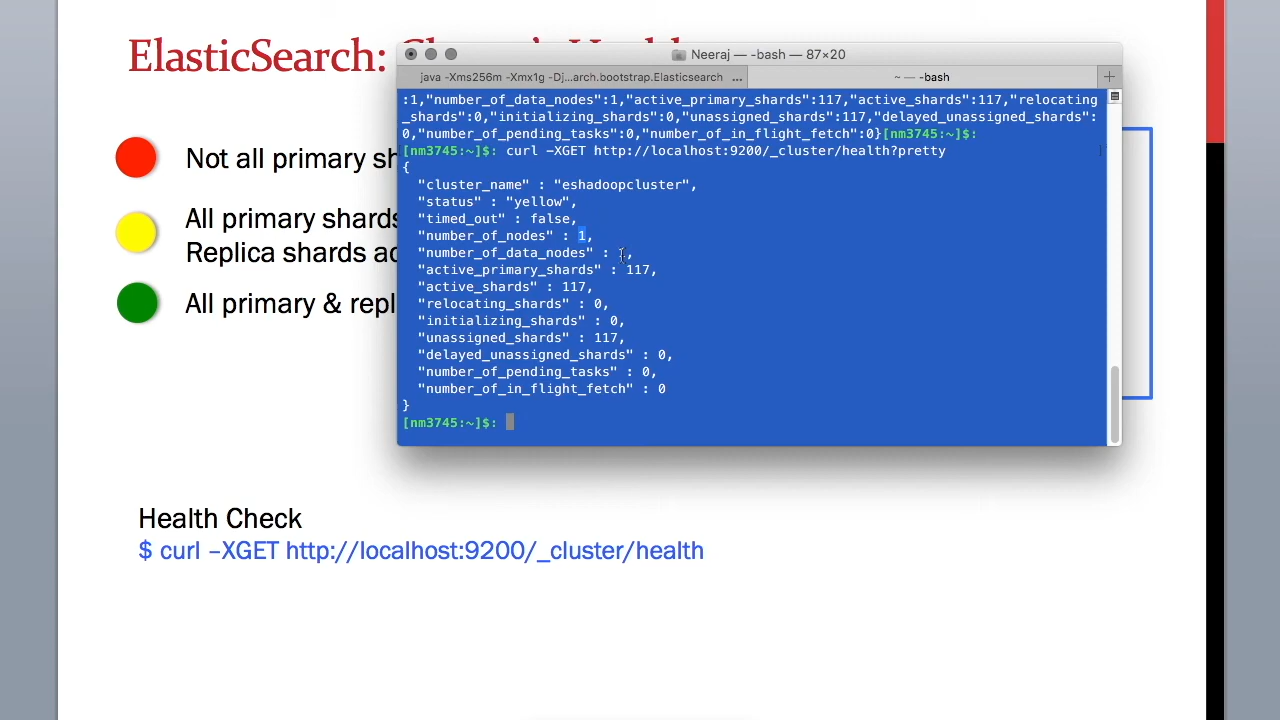 ElasticSearch:
Neeraj — -bash — 87×20
java -Xms256m -Xmx1g -Dj...arch.bootstrap.Elasticsearch ...
~ — -bash
:1,"number_of_data_nodes":1,"active_primary_shards":117,"active_shards":117,"relocating
_shards":0,"initializing_shards":0,"unassigned_shards":117,"delayed_unassigned_shards":
0,"number_of_pending_tasks":0,"number_of_in_flight_fetch":0}[nm3745:~]$:
[nm3745:~]$: curl -XGET http://localhost:9200/_cluster/health?pretty
{
"cluster_name" : "eshadoopcluster",
"status" : "yellow",
"timed_out" : false,
"number_of_nodes" : 1,
"number_of_data_nodes" : ,
"active_primary_shards" : 117,
"active_shards" : 117,
"relocating_shards" : 0,
"initializing_shards" : 0,
"unassigned_shards" : 117,
"delayed_unassigned_shards" : 0,
"number_of_pending_tasks" : 0,
"number_of_in_flight_fetch" : 0
}
[nm3745:~]$:
Not all primary
All primary shards
Replica shards
All primary &
Health Check
$ curl –XGET http://localhost:9200/_cluster/health